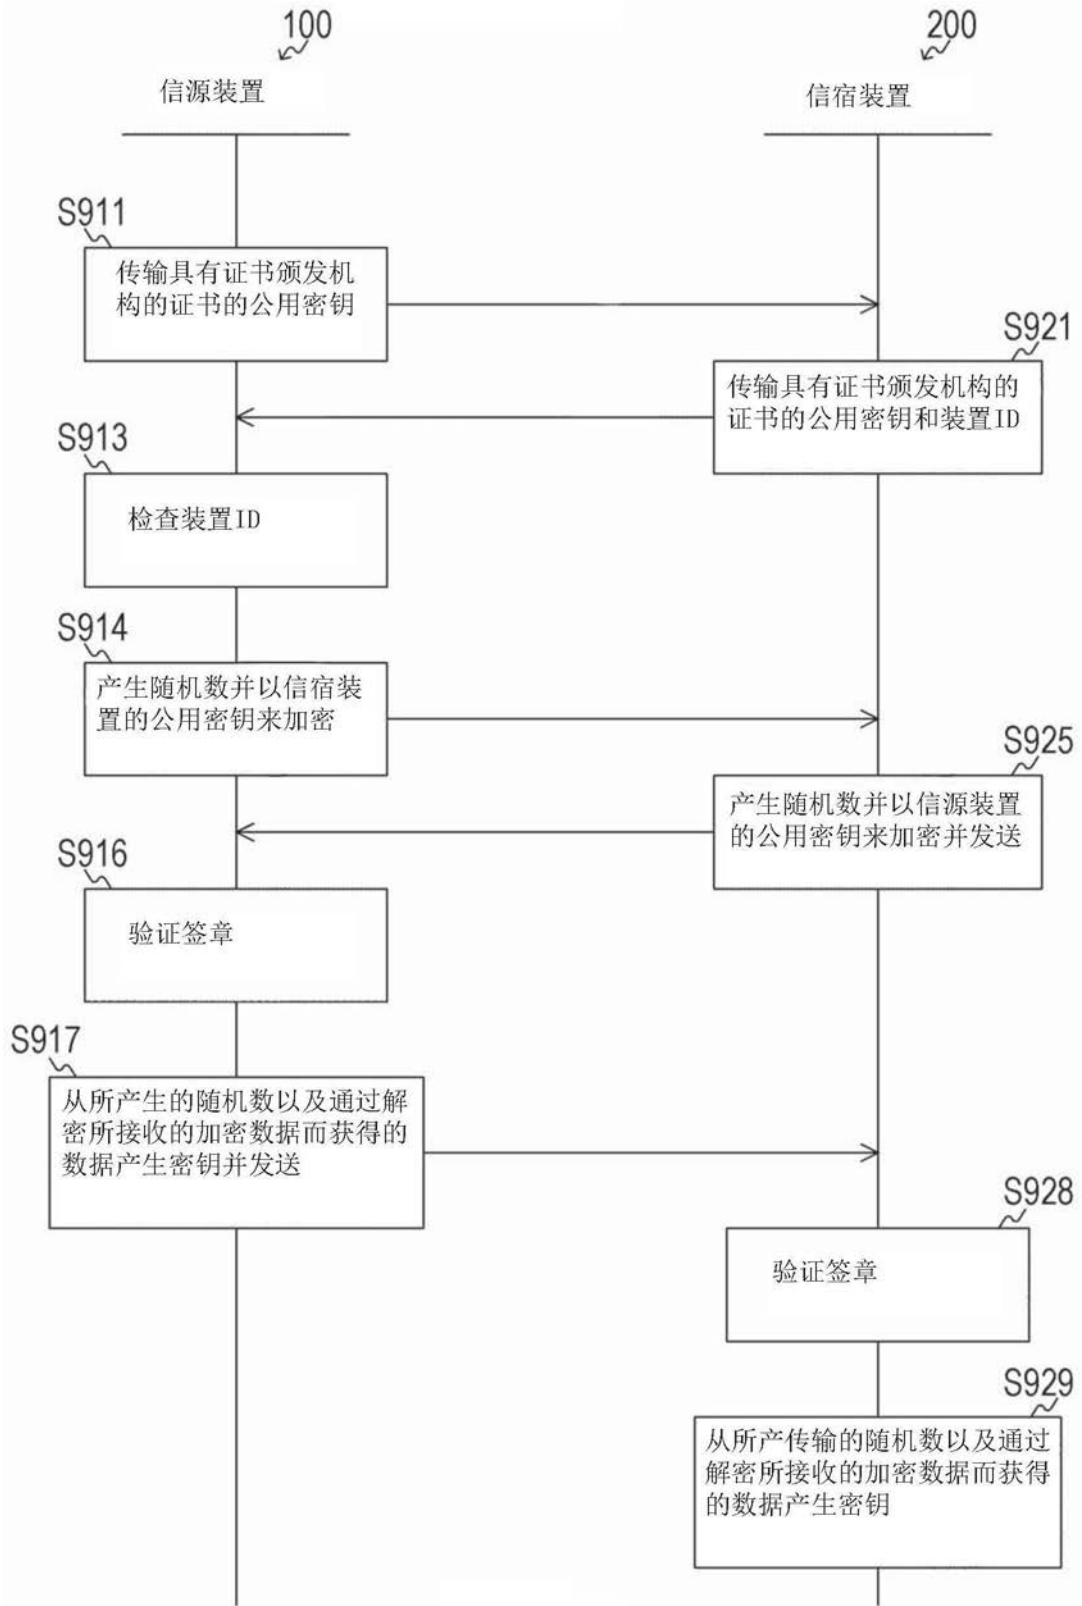 100
200
信源装置
信宿装置
S911
传输具有证书颁发机
构的证书的公用密钥
S921
传输具有证书颁发机构的
证书的公用密钥和装置ID
S913
检查装置ID
S914
产生随机数并以信宿装
置的公用密钥来加密
S925
产生随机数并以信源装置
的公用密钥来加密并发送
S916
验证签章
S917
从所产生的随机数以及通过解
密所接收的加密数据而获得的
数据产生密钥并发送
S928
验证签章
S929
从所产传输的随机数以及通过
解密所接收的加密数据而获得
的数据产生密钥